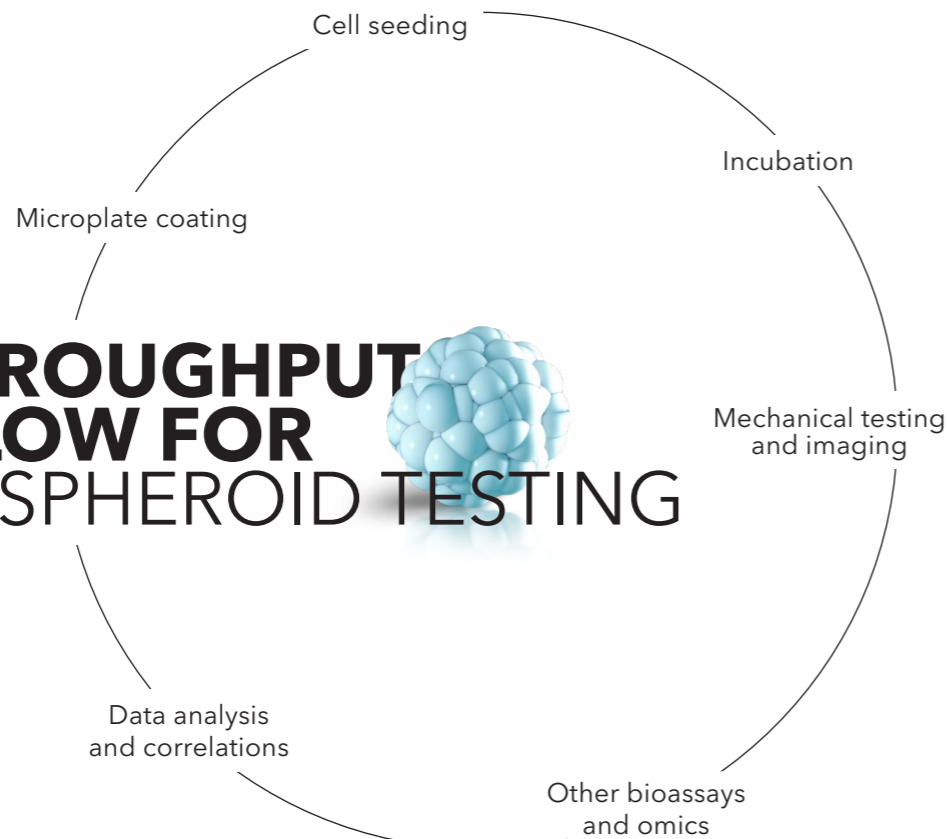 Cell seeding
Incubation
Microplate coating
ROUGHPUT
OW FOR
SPHEROID TESTING
Mechanical testing
and imaging
Data analysis
and correlations
Other bioassays
and omics